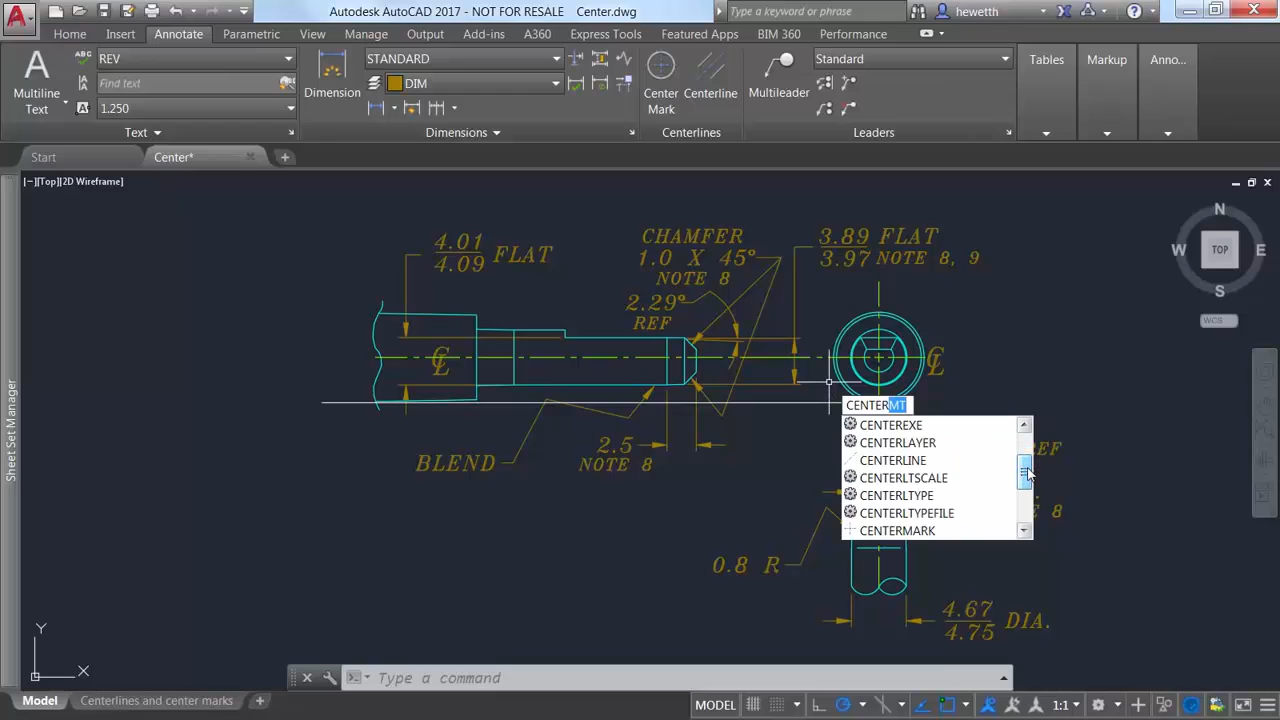 Autodesk AutoCAD 2017 - NOT FOR RESALE Center.dwg
Type a keyword or phrase
hewetth
Home Insert Annotate Parametric View Manage Output Add-ins A360 Express Tools Featured Apps BIM 360 Performance
ABC REV
Find text
1.250
Multiline
Text
Text
STANDARD
DIM
Dimension
Dimensions
Center
Mark
Centerline
Centerlines
Multileader
Standard
Leaders
Tables
Markup
Anno...
Start
Center*
[−][Top][2D Wireframe]
Sheet Set Manager
4.01
4.09 FLAT
CHAMFER
1.0 X 45°
NOTE 8
2.29°
REF
3.89 FLAT
3.97 NOTE 8, 9
N
W TOP E
S
WCS
CENTERMT
CENTEREXE
CENTERLAYER
CENTERLINE
CENTERLTSCALE
CENTERLTYPE
CENTERLTYPEFILE
CENTERMARK
BLEND
2.5
NOTE 8
8
0.8 R
4.67
4.75 DIA.
Y
X
Type a command
Model
Centerlines and center marks
MODEL
1:1